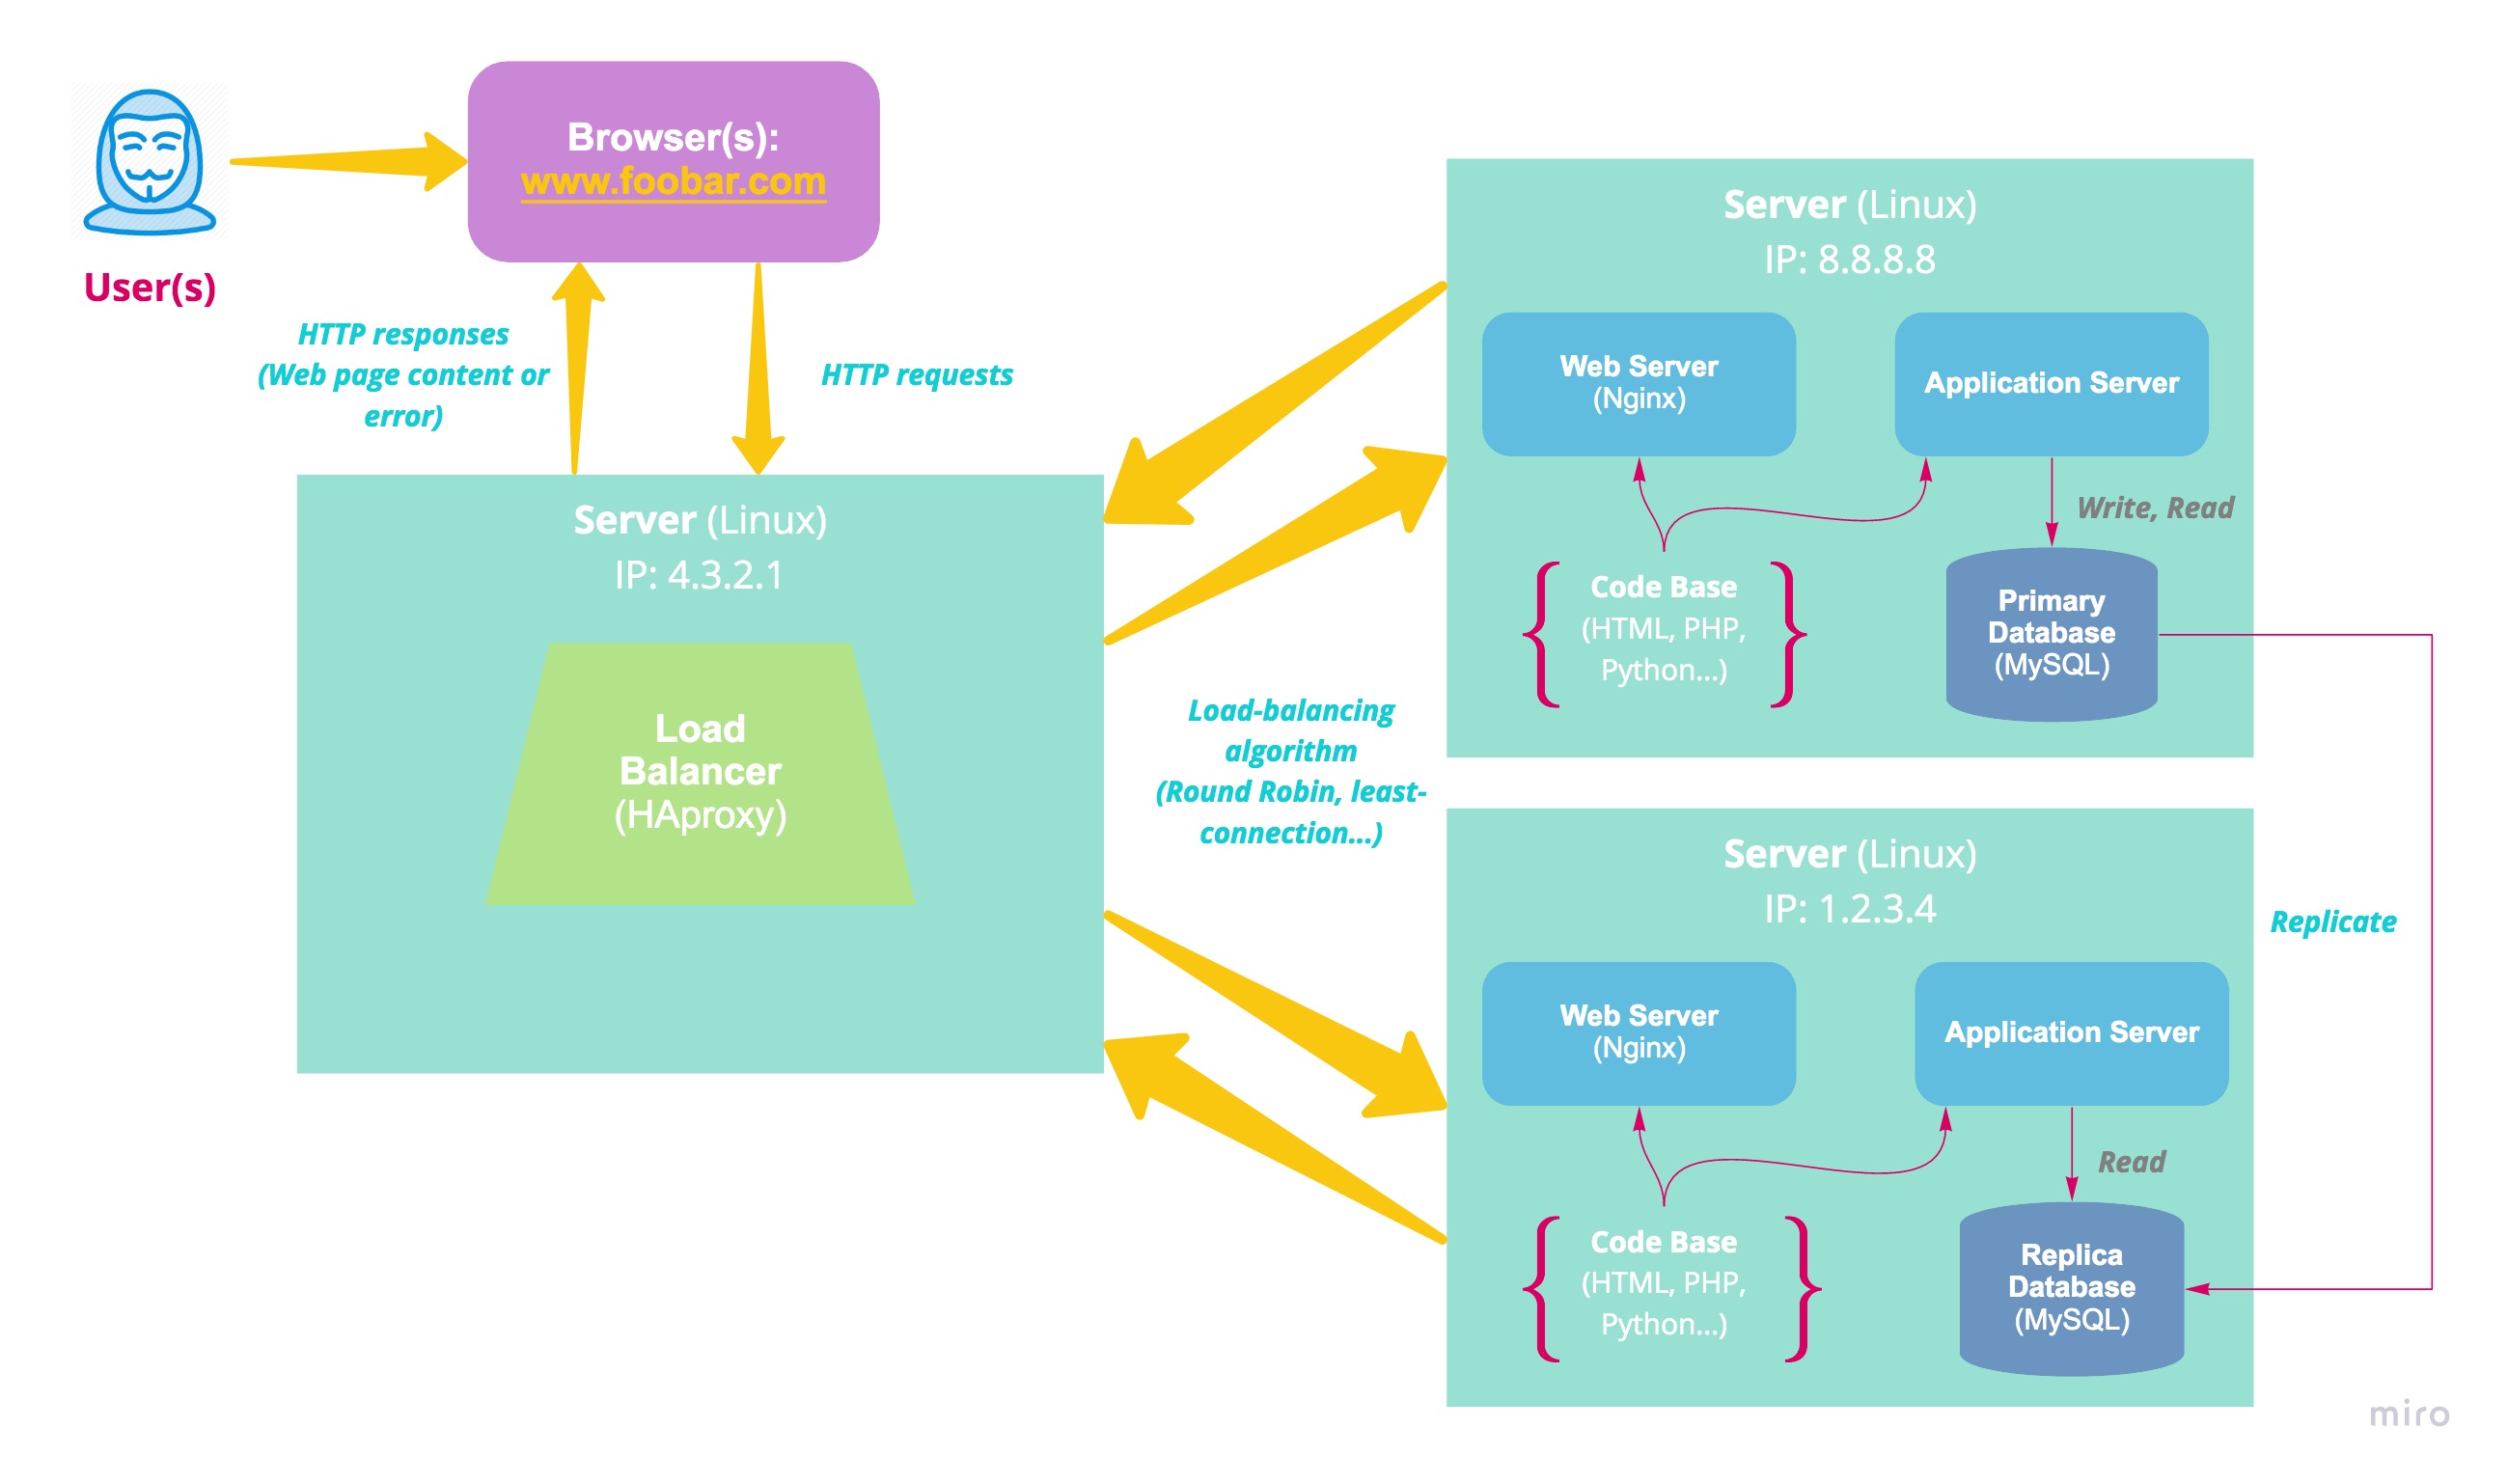 User(s)
Browser(s):
www.foobar.com
HTTP responses
(Web page content or
error)
HTTP requests
Server (Linux)
IP: 4.3.2.1
Load
Balancer
(HAproxy)
Load-balancing
algorithm
(Round Robin, least-
connection...)
Server (Linux)
IP: 8.8.8.8
Web Server
(Nginx)
Application Server
Write, Read
Code Base
(HTML, PHP,
Python...)
Primary
Database
(MySQL)
Replicate
Server (Linux)
IP: 1.2.3.4
Web Server
(Nginx)
Application Server
Read
Code Base
(HTML, PHP,
Python...)
Replica
Database
(MySQL)
miro